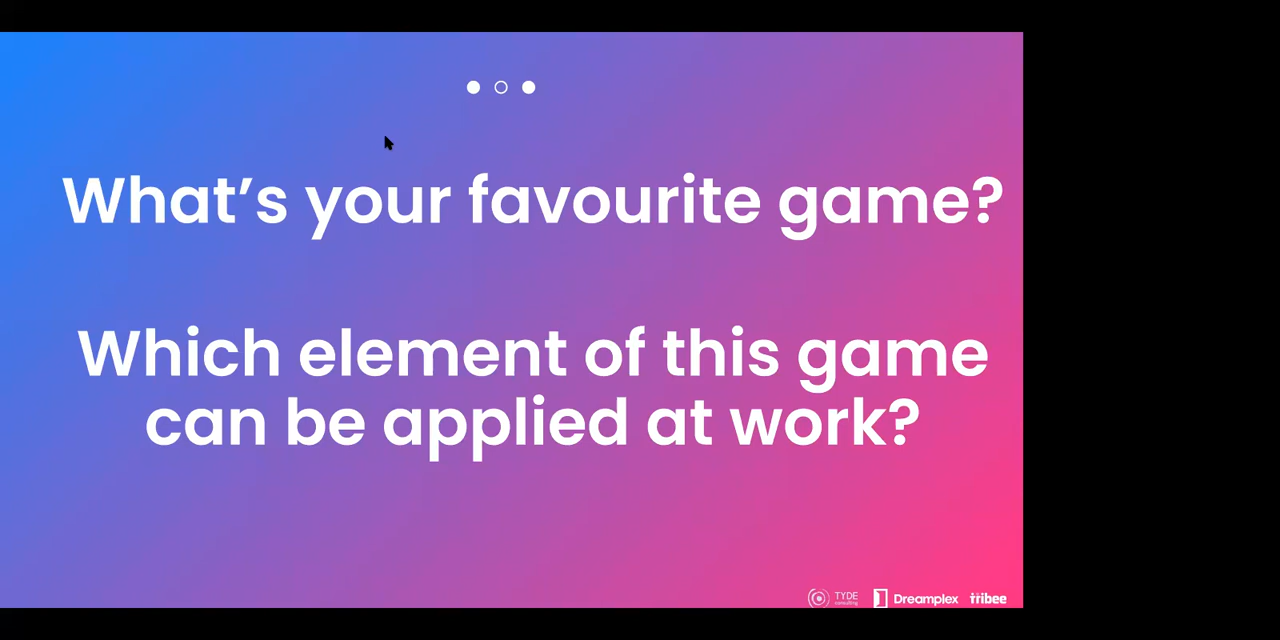 What’s your favourite game?
Which element of this game
can be applied at work?
TYDE
consulting
Dreamplex
tribee